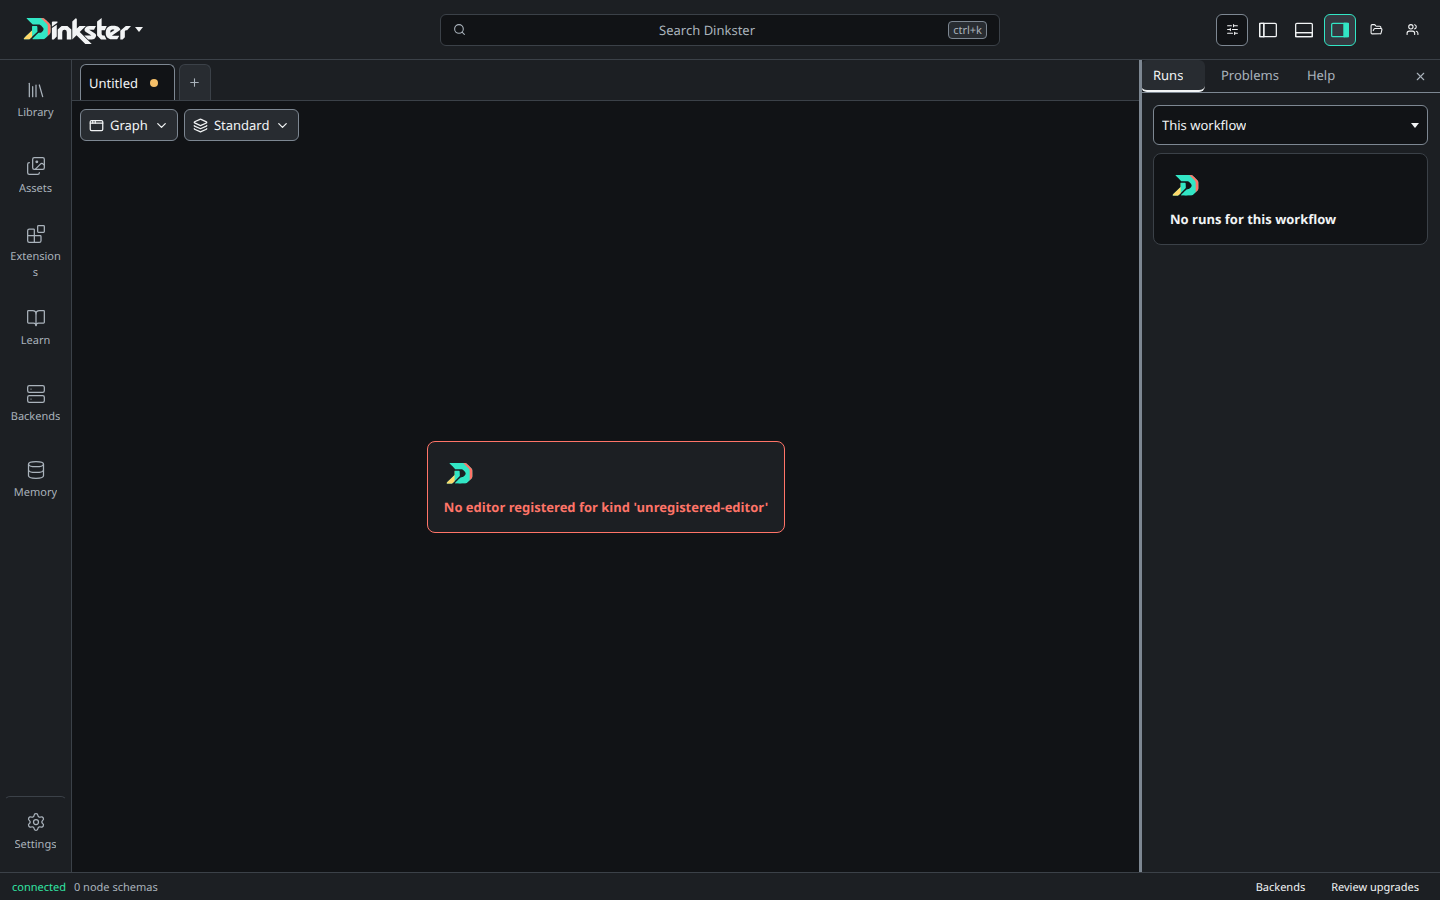 Dinkster
Search Dinkster
ctrl+k
Library
Assets
Extension
s
Learn
Backends
Memory
Settings
Untitled
Graph
Standard
No editor registered for kind 'unregistered-editor'
Runs
Problems
Help
This workflow
No runs for this workflow
connected
0 node schemas
Backends
Review upgrades